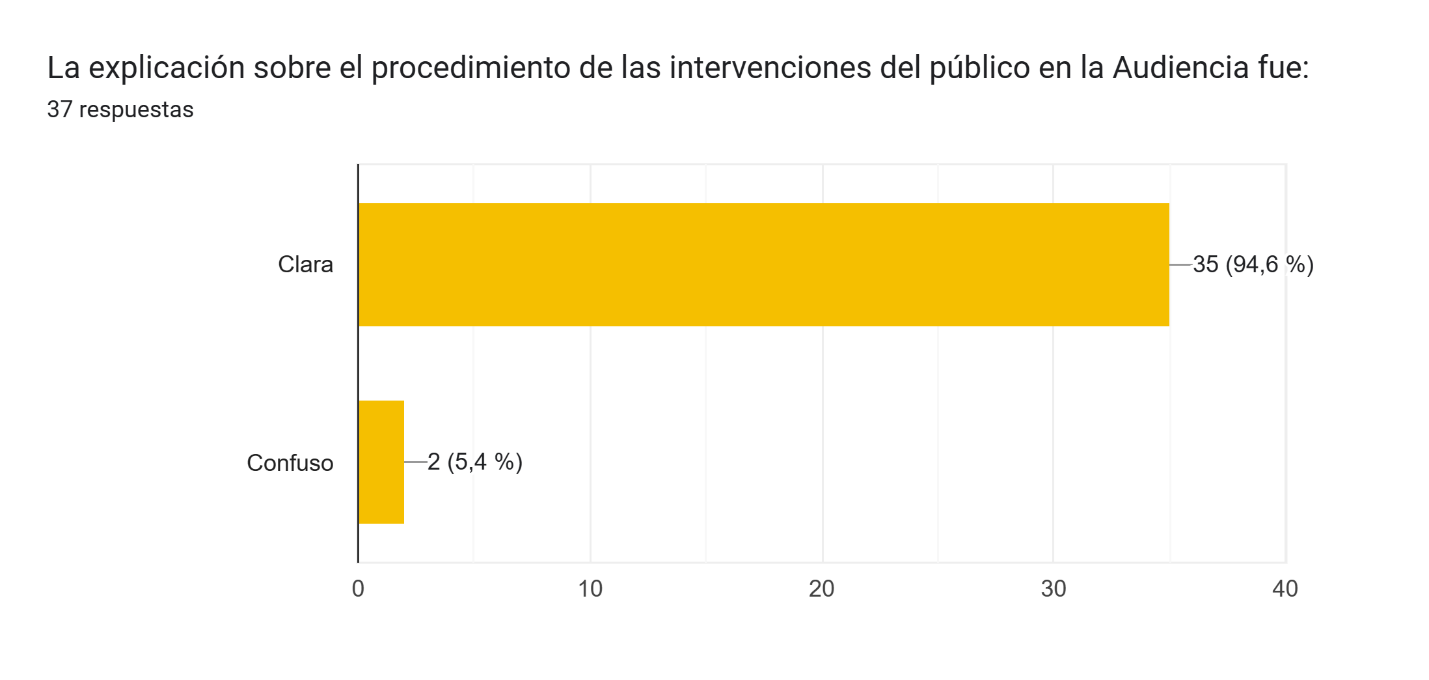 La explicación sobre el procedimiento de las intervenciones del público en la Audiencia fue:
37 respuestas
Clara
35 (94,6 %)
Confuso
2 (5,4 %)
0
10
20
30
40